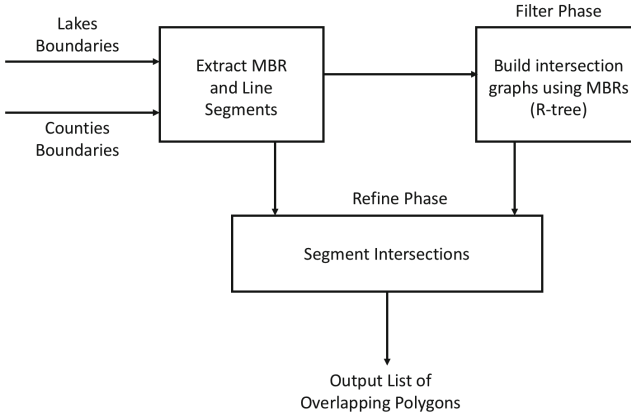 Filter Phase
Lakes
Boundaries
Extract MBR
and Line
Segments
Build intersection
graphs using MBRs
(R-tree)
Counties
Boundaries
Refine Phase
Segment Intersections
Output List of
Overlapping Polygons